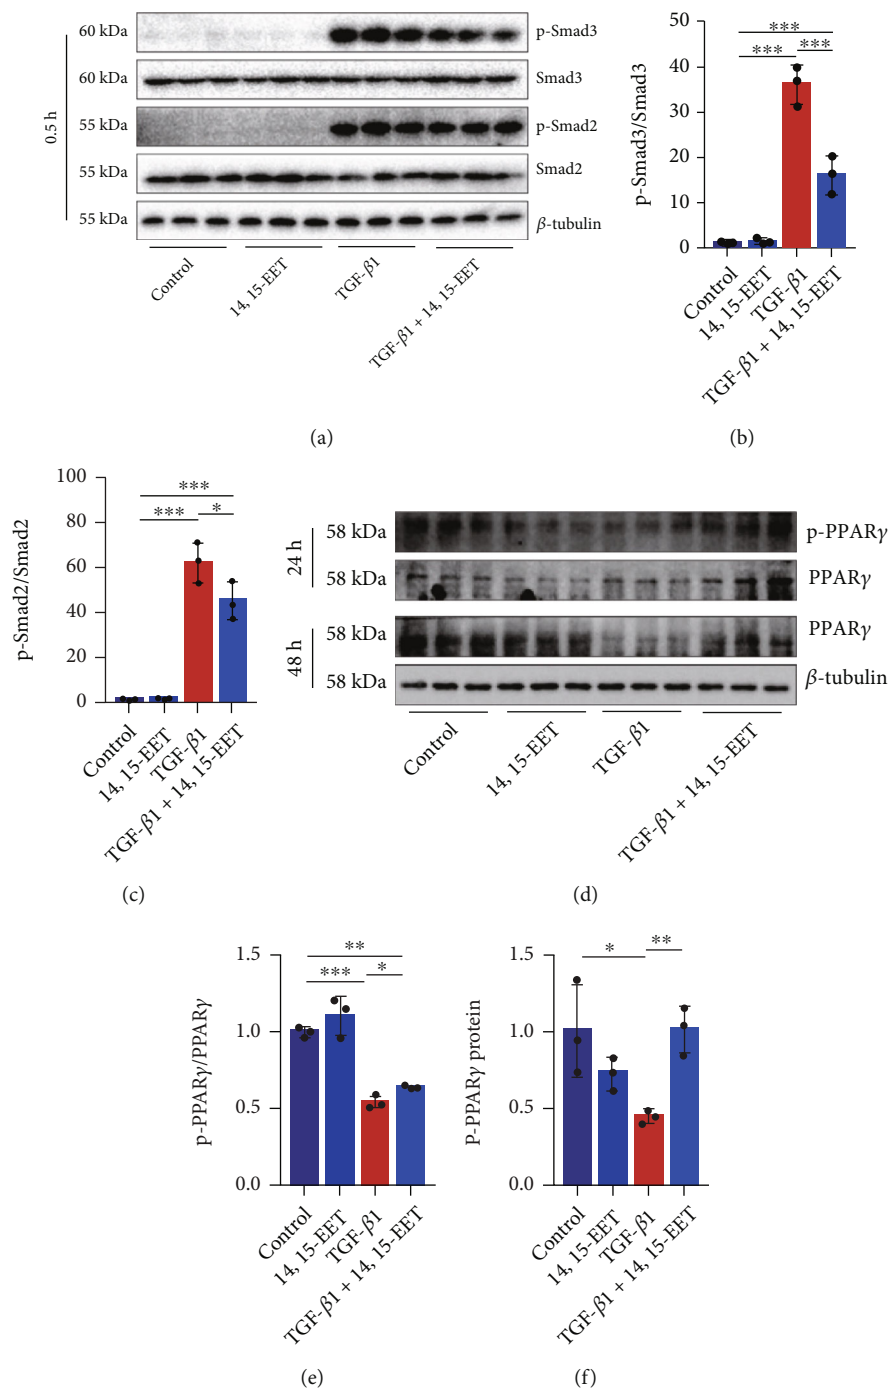 60 kDa
p-Smad3
60 kDa
Smad3
0.5 h
55 kDa
p-Smad2
55 kDa
Smad2
55 kDa
β-tubulin
Control
14, 15-EET
TGF-β1
TGF-β1 + 14, 15-EET
(a)
50
40
30
20
10
0
p-Smad3/Smad3
***
*** ***
Control
14, 15-EET
TGF-β1
TGF-β1 + 14, 15-EET
(b)
100
80
60
40
20
0
p-Smad2/Smad2
***
*** *
Control
14, 15-EET
TGF-β1
TGF-β1 + 14, 15-EET
(c)
24 h
58 kDa
p-PPARγ
58 kDa
PPARγ
48 h
58 kDa
PPARγ
58 kDa
β-tubulin
Control
14, 15-EET
TGF-β1
TGF-β1 + 14, 15-EET
(d)
1.5
1.0
0.5
0.0
p-PPARγ/PPARγ
**
*** *
Control
14, 15-EET
TGF-β1
TGF-β1 + 14, 15-EET
(e)
1.5
1.0
0.5
0.0
P-PPARγ protein
* **
Control
14, 15-EET
TGF-β1
TGF-β1 + 14, 15-EET
(f)